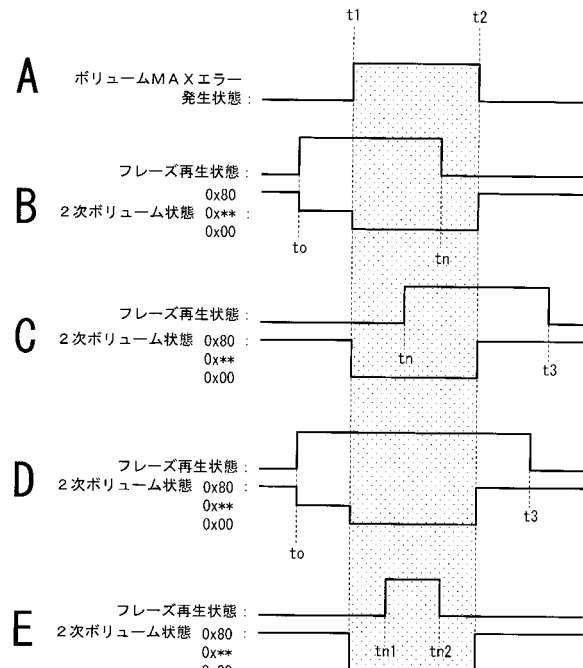 t1
t2
A
ボリュームMAXエラー
発生状態：
フレーズ再生状態：
B
0x80
2次ボリューム状態 0x**：
0x00
to
tn
C
フレーズ再生状態：
2次ボリューム状態 0x80：
0x**
0x00
tn
t3
D
フレーズ再生状態：
2次ボリューム状態 0x80：
0x**
0x00
to
t3
E
フレーズ再生状態：
2次ボリューム状態 0x80：
0x**
tn1
tn2